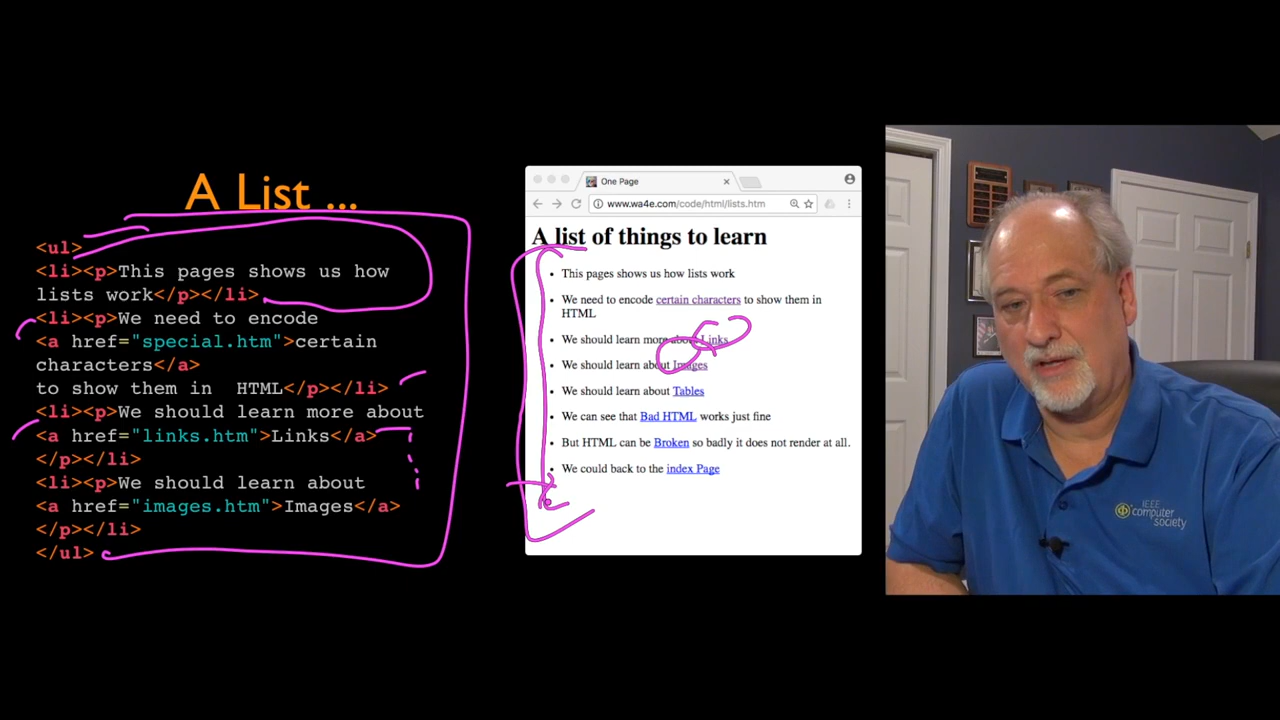 A List ...
<ul>
<li><p>This pages shows us how
lists work</p></li>
<li><p>We need to encode
<a href="special.htm">certain
characters</a>
to show them in  HTML</p></li>
<li><p>We should learn more about
<a href="links.htm">Links</a>
</p></li>
<li><p>We should learn about
<a href="images.htm">Images</a>
</p></li>
</ul>
One Page
www.wa4e.com/code/html/lists.htm
A list of things to learn
• This pages shows us how lists work
• We need to encode certain characters to show them in
HTML
• We should learn more about Links
• We should learn about Images
• We should learn about Tables
• We can see that Bad HTML works just fine
• But HTML can be Broken so badly it does not render at all.
• We could back to the index Page
IEEE
computer
society